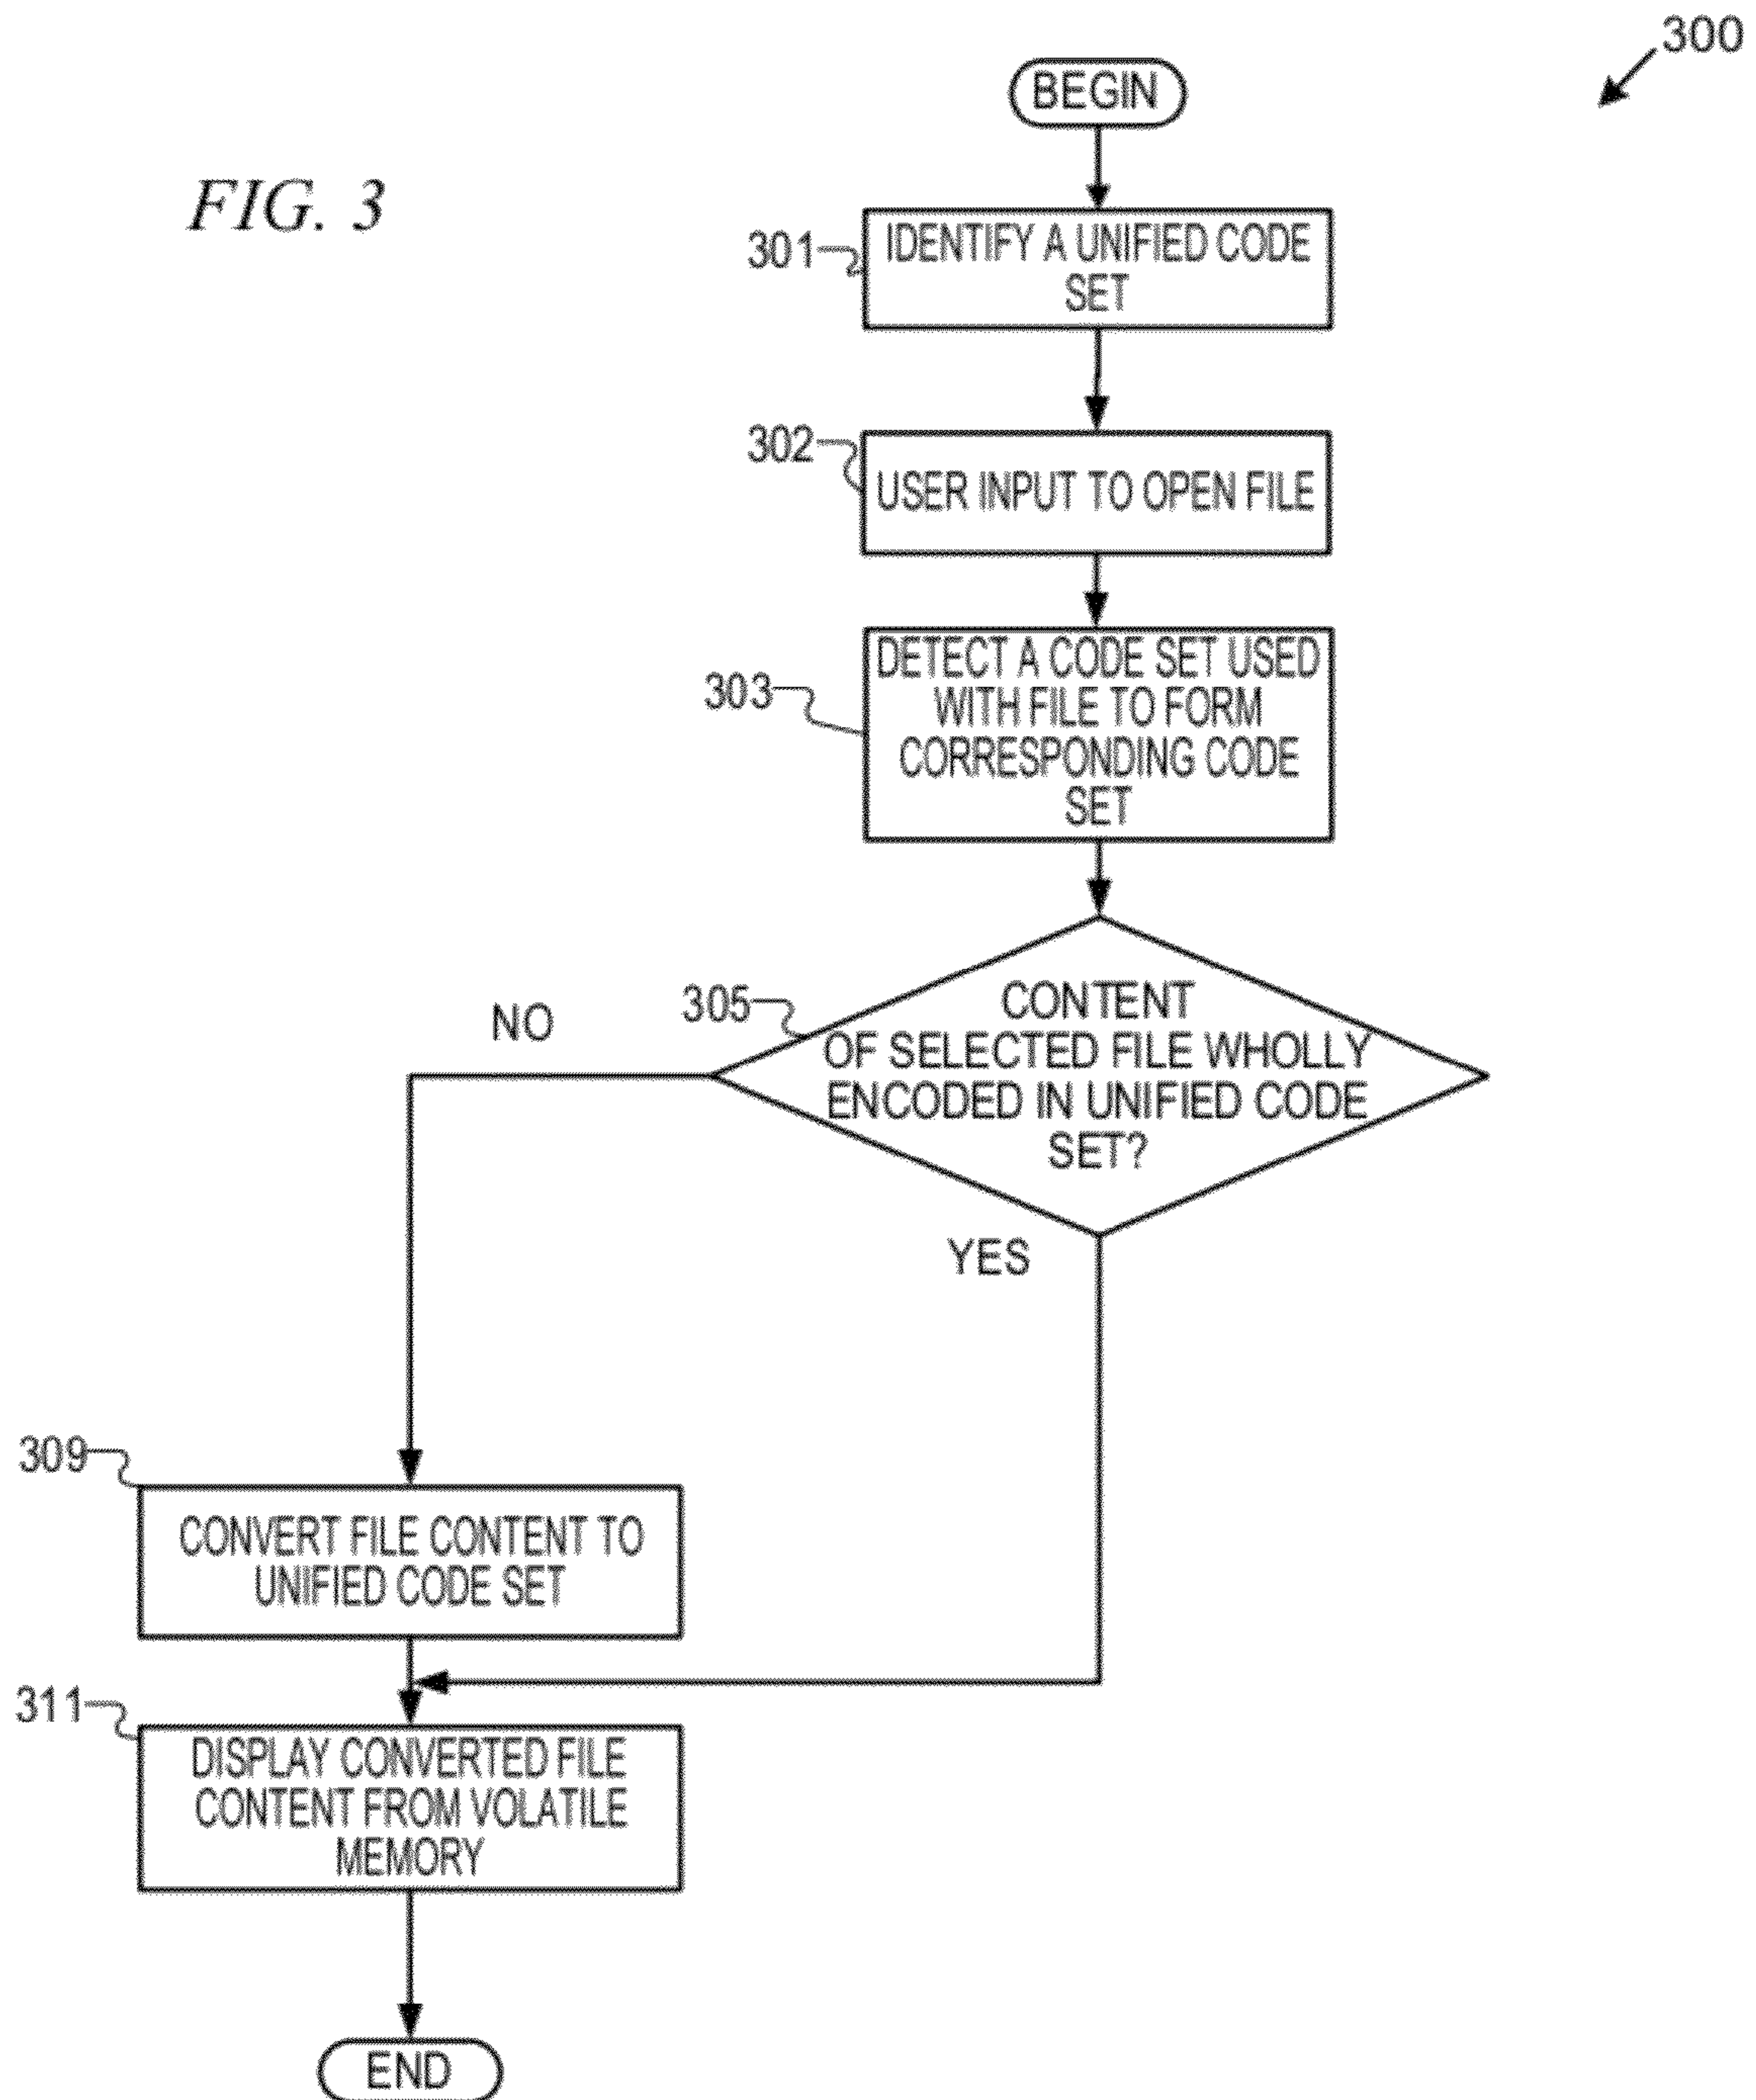 300
BEGIN
FIG. 3
301
IDENTIFY A UNIFIED CODE
SET
302
USER INPUT TO OPEN FILE
303
DETECT A CODE SET USED
WITH FILE TO FORM
CORRESPONDING CODE
SET
305
CONTENT
OF SELECTED FILE WHOLLY
ENCODED IN UNIFIED CODE
SET?
NO
YES
309
CONVERT FILE CONTENT TO
UNIFIED CODE SET
311
DISPLAY CONVERTED FILE
CONTENT FROM VOLATILE
MEMORY
END